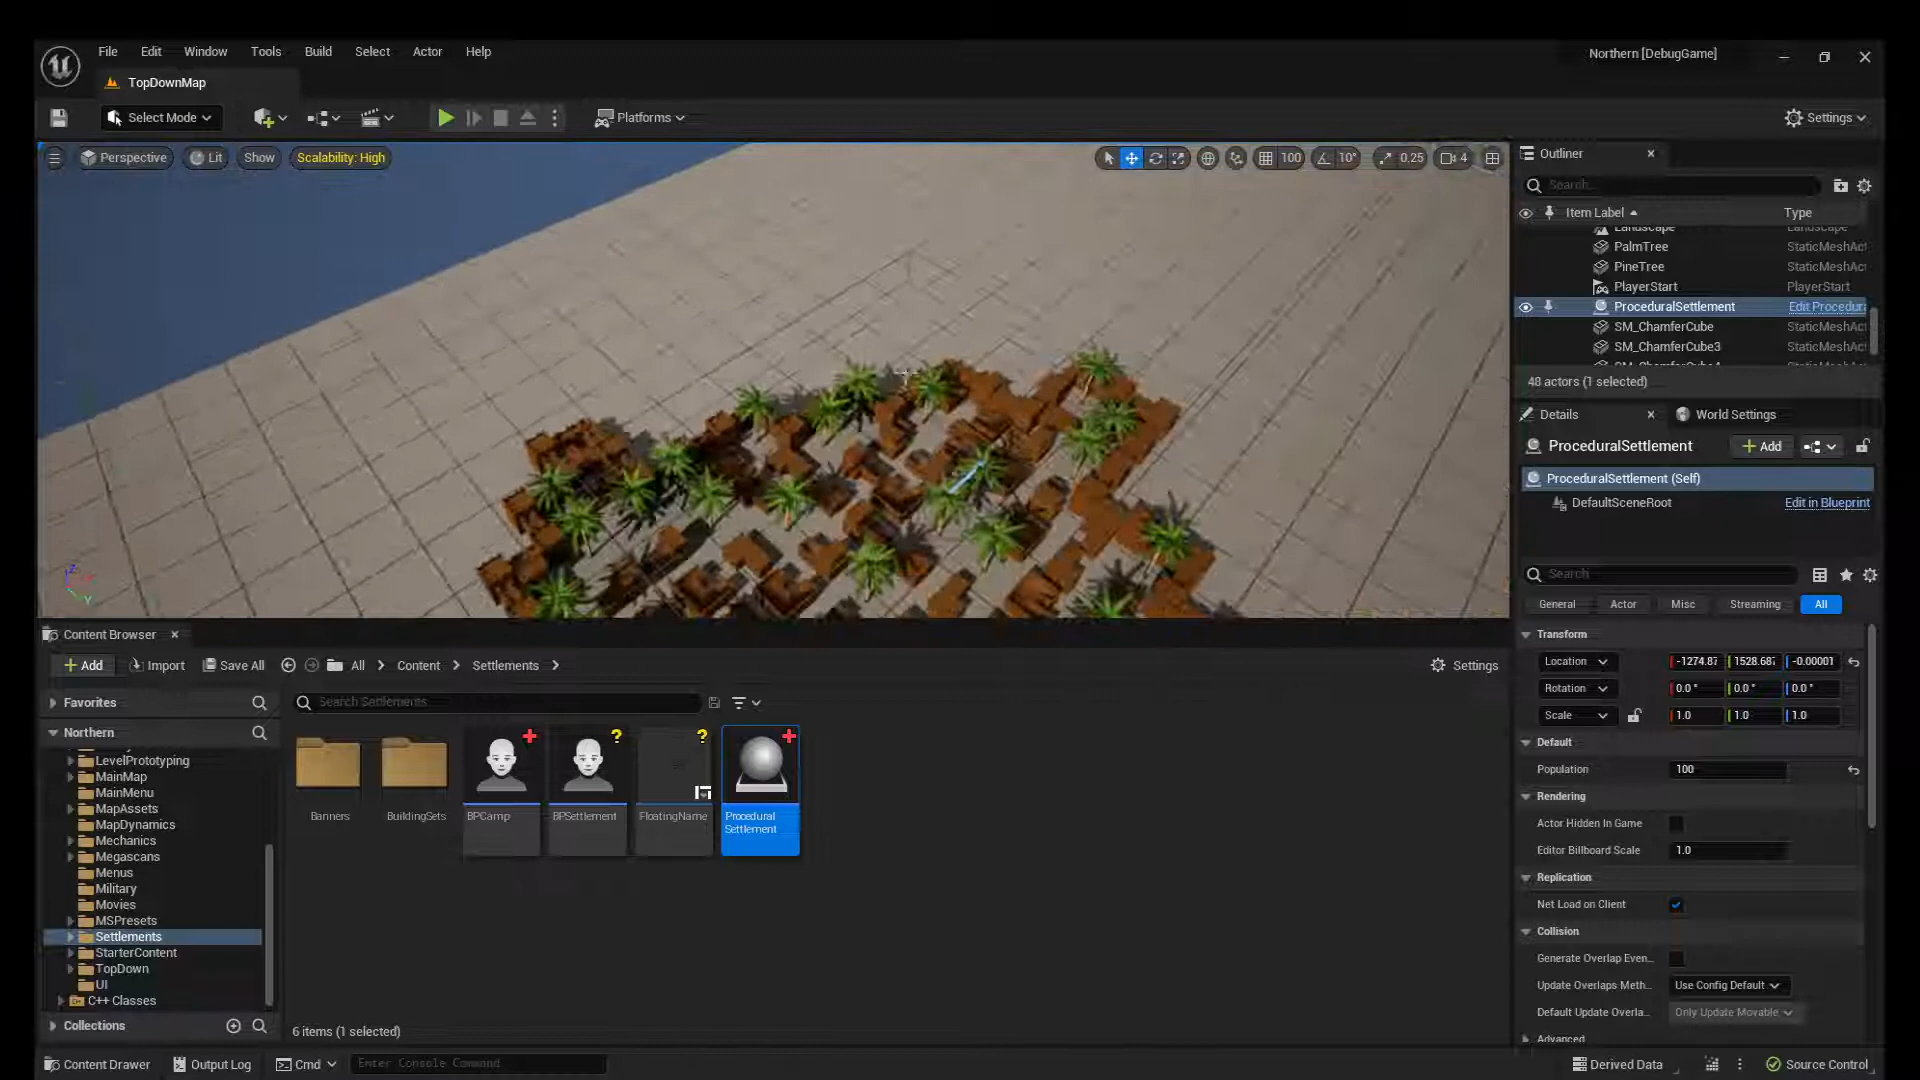 File Edit Window Tools Build Select Actor Help
Northern [DebugGame]
TopDownMap
Select Mode
Platforms
Settings
Perspective Lit Show Scalability: High
100 10° 0.25 4
Outliner
Search...
Item Label Type
Landscape Landscape
PalmTree StaticMeshAct
PineTree StaticMeshAct
PlayerStart PlayerStart
ProceduralSettlement Edit Procedura
SM_ChamferCube StaticMeshAct
SM_ChamferCube3 StaticMeshAct
48 actors (1 selected)
Details World Settings
ProceduralSettlement Add
ProceduralSettlement (Self)
DefaultSceneRoot Edit in Blueprint
Search
General Actor Misc Streaming All
Transform
Location -1274.87 1528.687 -0.00001
Rotation 0.0 ° 0.0 ° 0.0 °
Scale 1.0 1.0 1.0
Default
Population 100
Rendering
Actor Hidden In Game
Editor Billboard Scale 1.0
Replication
Net Load on Client
Collision
Generate Overlap Even...
Update Overlaps Meth... Use Config Default
Default Update Overla... Only Update Movable
Advanced
Z
Y
Content Browser
Add Import Save All All Content Settlements Settings
Favorites
Search Settlements
Northern
LevelPrototyping
MainMap
MainMenu
MapAssets
MapDynamics
Mechanics
Megascans
Menus
Military
Movies
MSPresets
Settlements
StarterContent
TopDown
UI
C++ Classes
Collections
? ?
Banners BuildingSets BPCamp BPSettlement FloatingName Procedural
Settlement
6 items (1 selected)
Content Drawer Output Log Cmd Enter Console Command Derived Data Source Control